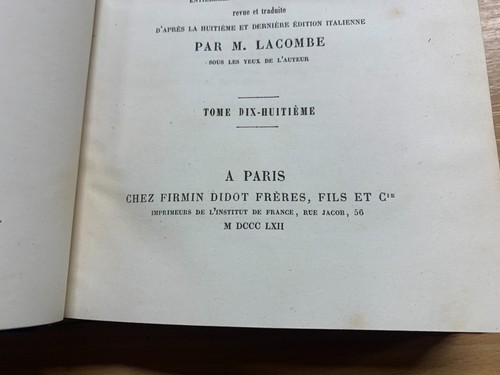 revue et traduite
D'APRÈS LA HUITIÈME ET DERNIÈRE ÉDITION ITALIENNE
PAR M. LACOMBE
SOUS LES YEUX DE L'AUTEUR
TOME DIX-HUITIÈME
A PARIS
CHEZ FIRMIN DIDOT FRÈRES, FILS ET Cie
IMPRIMEURS DE L'INSTITUT DE FRANCE, RUE JACOB, 56
M DCCC LXII